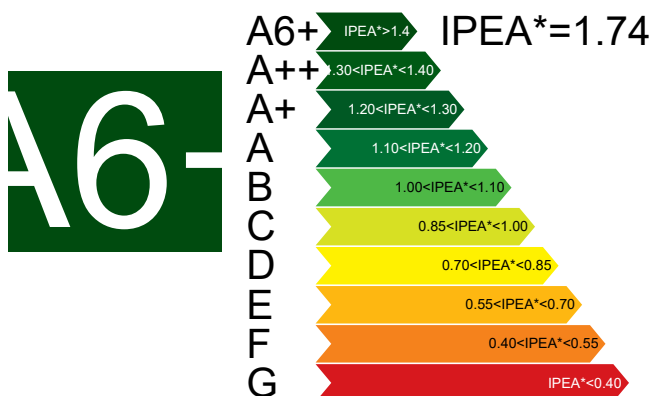 A6+
A6+ IPEA*>1.4 IPEA*=1.74
A++ 1.30<IPEA*<1.40
A+ 1.20<IPEA*<1.30
A 1.10<IPEA*<1.20
B 1.00<IPEA*<1.10
C 0.85<IPEA*<1.00
D 0.70<IPEA*<0.85
E 0.55<IPEA*<0.70
F 0.40<IPEA*<0.55
G IPEA*<0.40